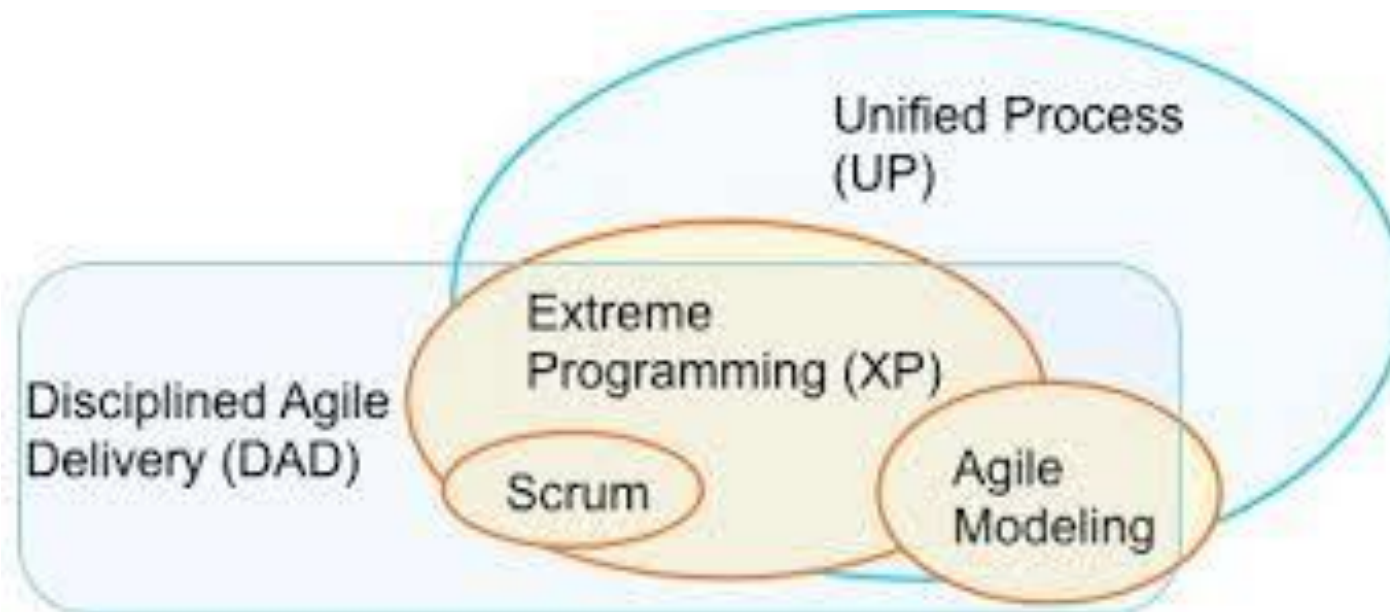 Unified Process
(UP)
Extreme
Programming (XP)
Disciplined Agile
Delivery (DAD)
Scrum
Agile
Modeling